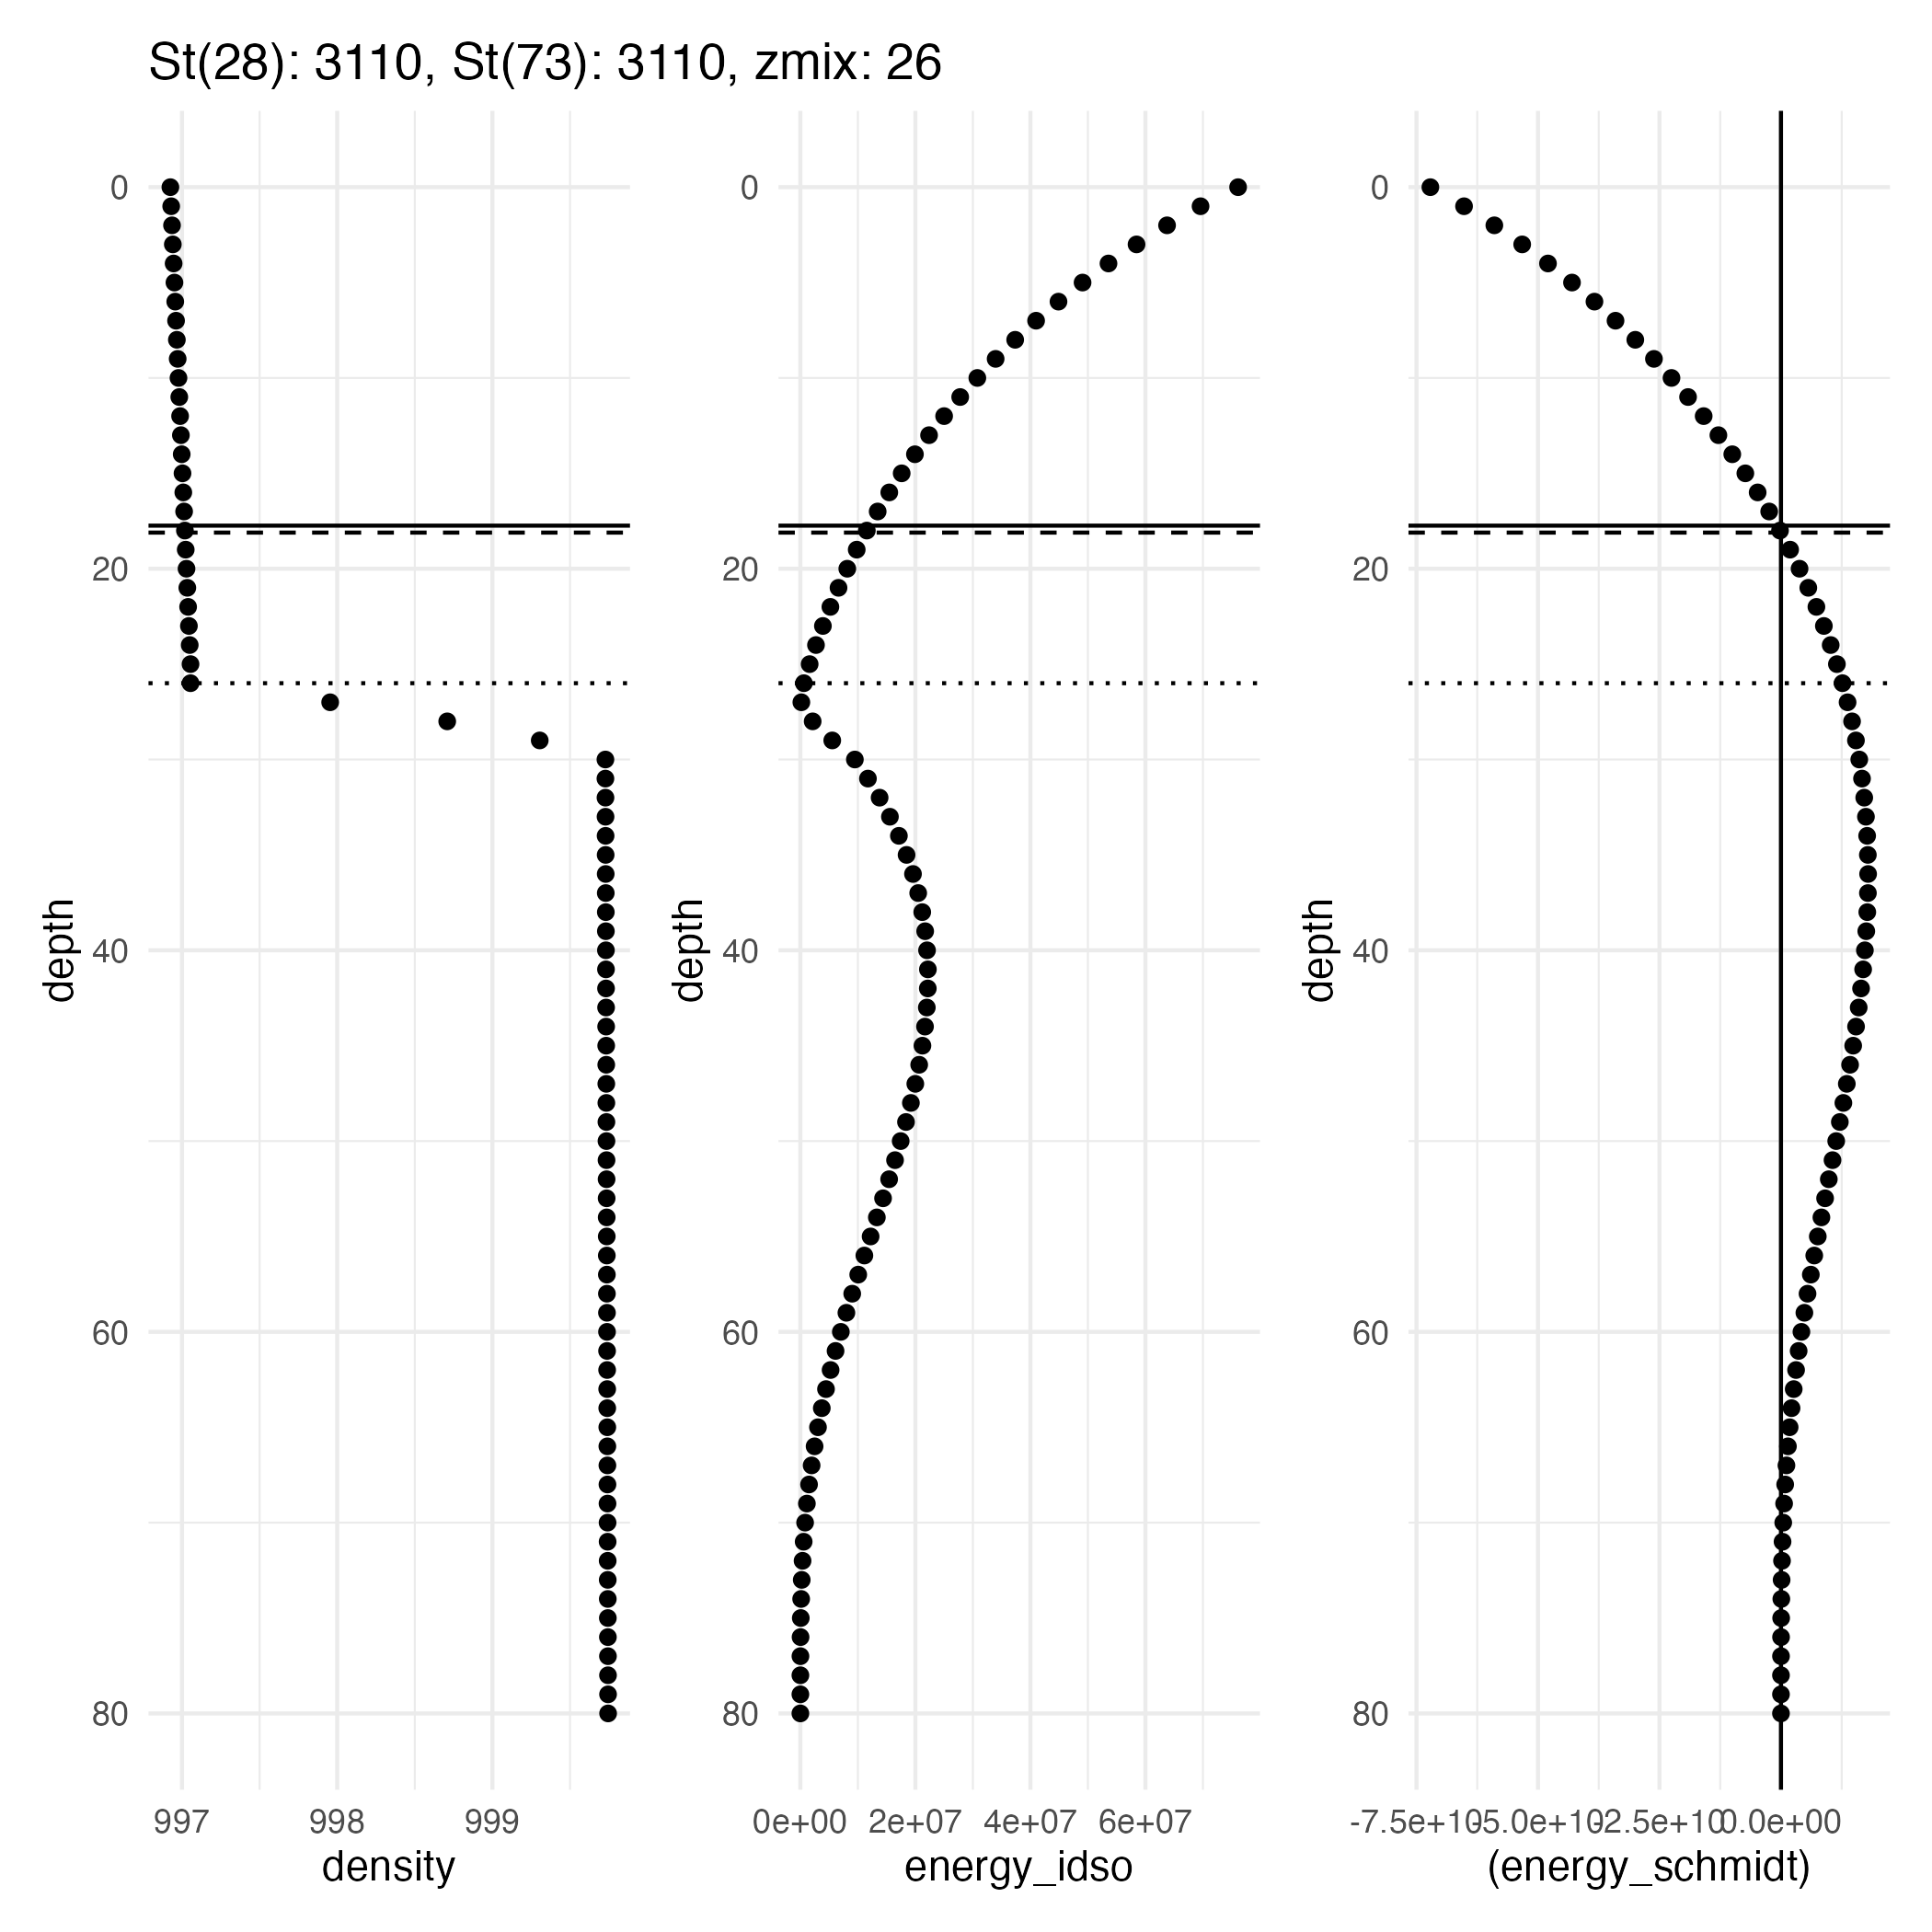 St(28): 3110, St(73): 3110, zmix: 26
depth
0
20
40
60
80
997
998
999
density
depth
0
20
40
60
80
0e+00
2e+07
4e+07
6e+07
energy_idso
depth
0
20
40
60
80
-7.5e+10
-5.0e+10
-2.5e+10
0.0e+00
(energy_schmidt)